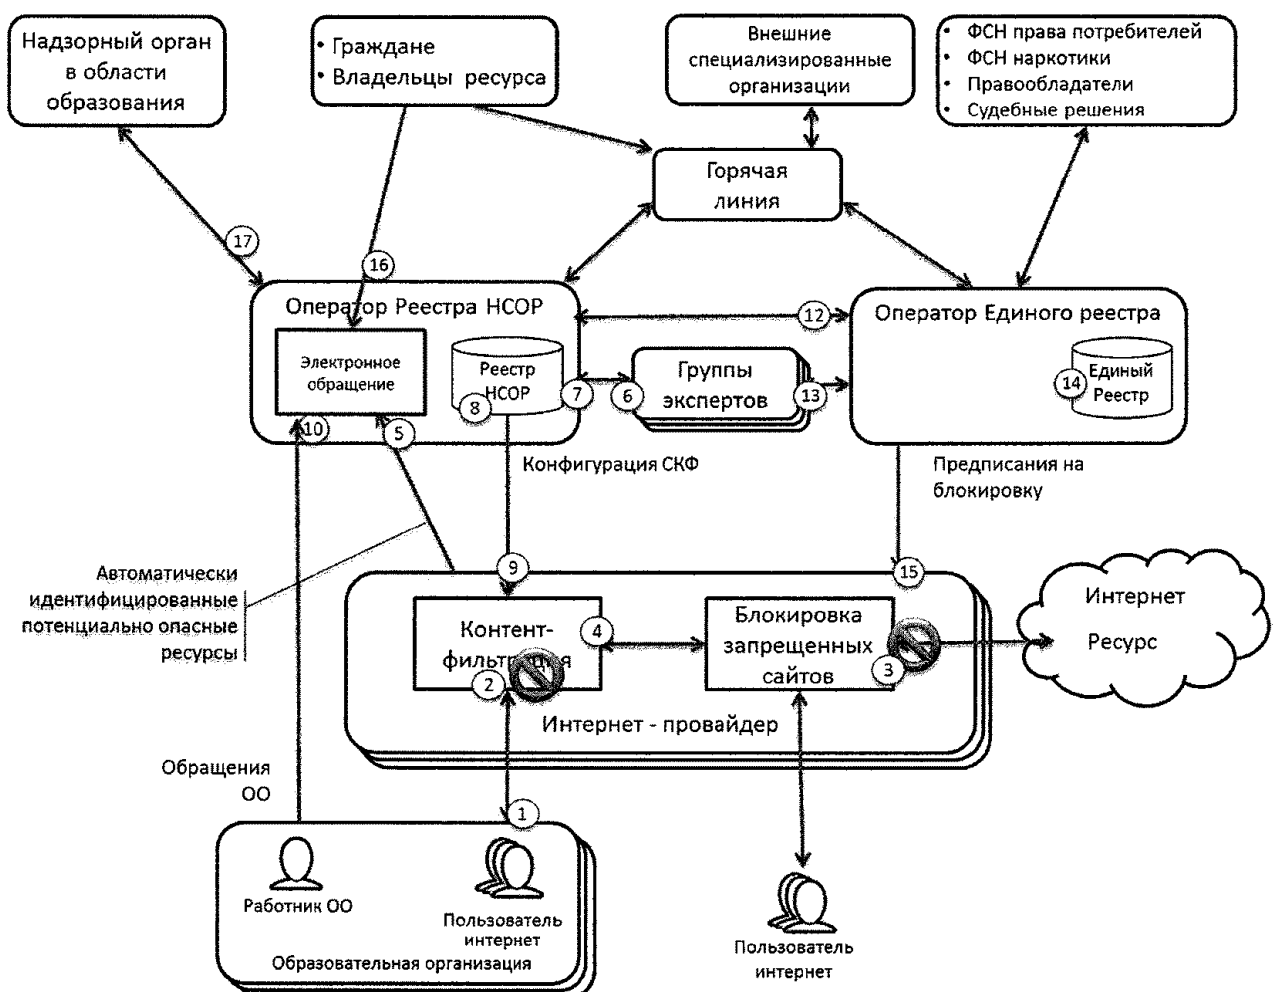 Надзорный орган
в области
образования
• Граждане
• Владельцы ресурса
Внешние
специализированные
организации
• ФСН права потребителей
• ФСН наркотики
• Правообладатели
• Судебные решения
Горячая
линия
17
16
Оператор Реестра НСОР
Электронное
обращение
Реестр
НСОР
8
7
6
Группы
экспертов
12
13
Оператор Единого реестра
14
Единый
Реестр
10
5
Конфигурация СКФ
Предписания на
блокировку
Автоматически
идентифицированные
потенциально опасные
ресурсы
9
15
Контент-
фильтрация
2
4
Блокировка
запрещенных
сайтов
3
Интернет
Ресурс
Интернет - провайдер
Обращения
ОО
1
Работник ОО
Пользователь
интернет
Образовательная организация
Пользователь
интернет